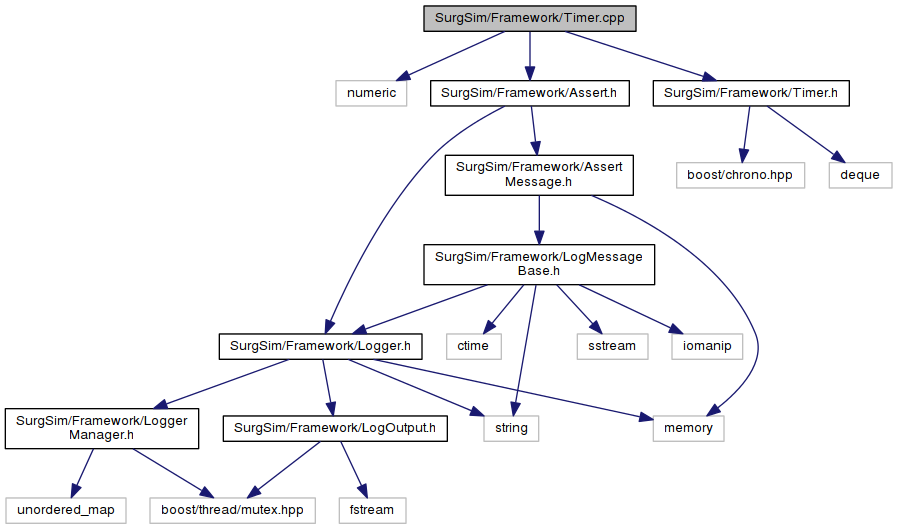 SurgSim/Framework/Timer.cpp
numeric
SurgSim/Framework/Assert.h
SurgSim/Framework/Timer.h
SurgSim/Framework/Assert
Message.h
boost/chrono.hpp
deque
SurgSim/Framework/LogMessage
Base.h
SurgSim/Framework/Logger.h
ctime
sstream
iomanip
SurgSim/Framework/Logger
Manager.h
SurgSim/Framework/LogOutput.h
string
memory
unordered_map
boost/thread/mutex.hpp
fstream